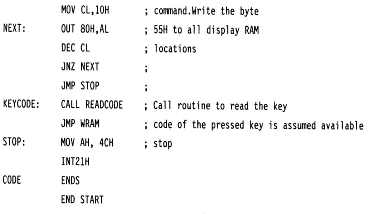 MOV CL,10H ; command.Write the byte
NEXT: OUT 80H,AL ; 55H to all display RAM
DEC CL ; locations
JNZ NEXT ;
JMP STOP ;
KEYCODE: CALL READCODE ; Call routine to read the key
JMP WRAM ; code of the pressed key is assumed available
STOP: MOV AH, 4CH ; stop
INT21H
CODE ENDS
END START